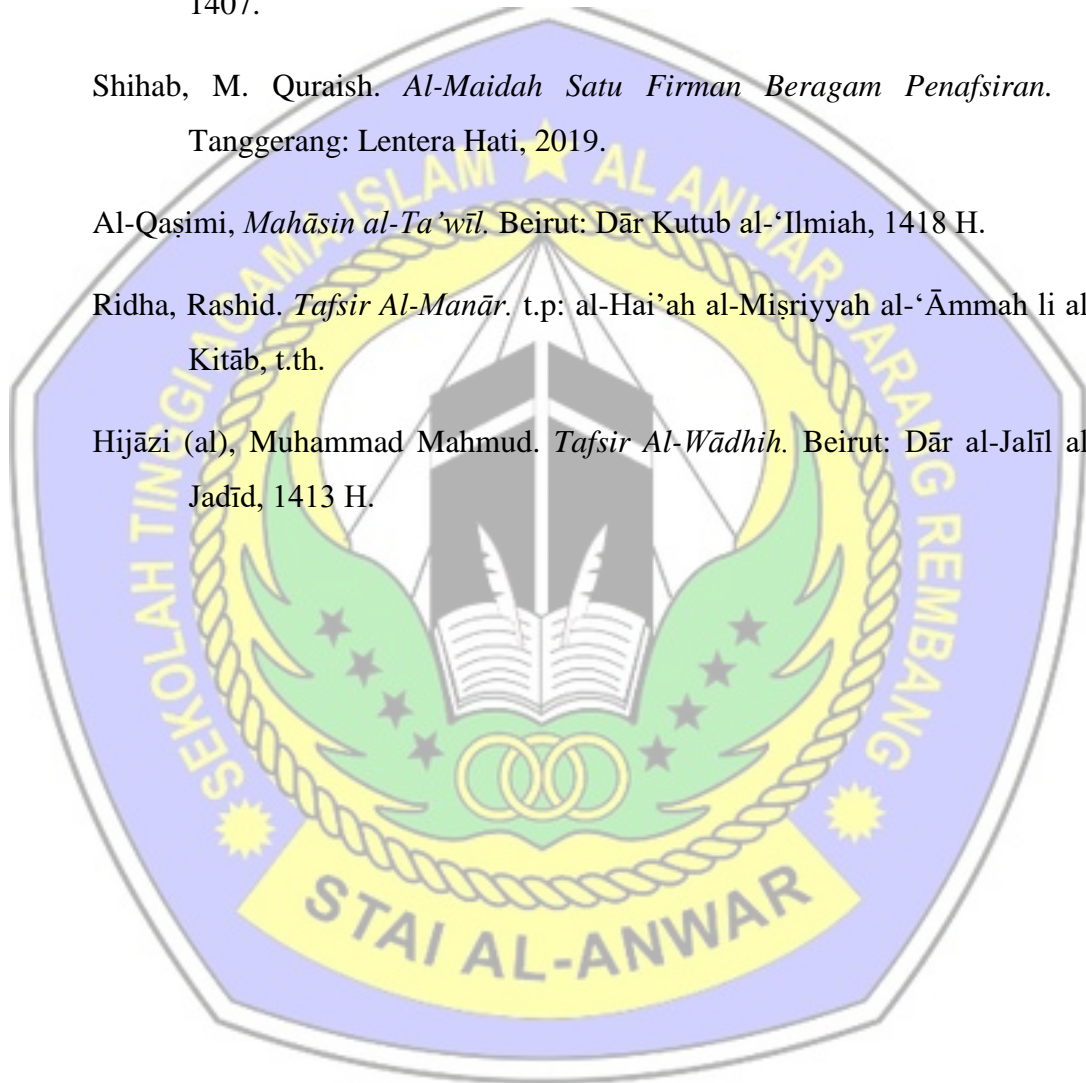 1407.
Shihab, M. Quraish. Al-Maidah Satu Firman Beragam Penafsiran.
Tanggerang: Lentera Hati, 2019.
Al-Qaṣimi, Mahāsin al-Ta’wīl. Beirut: Dār Kutub al-‘Ilmiah, 1418 H.
Ridha, Rashid. Tafsir Al-Manār. t.p: al-Hai’ah al-Miṣriyyah al-‘Āmmah li al
Kitāb, t.th.
Hijāzi (al), Muhammad Mahmud. Tafsir Al-Wādhih. Beirut: Dār al-Jalīl al
Jadīd, 1413 H.
SEKOLAH TINGGI AGAMA ISLAM ★ AL ANWAR SARANG REMBANG
STAI AL-ANWAR